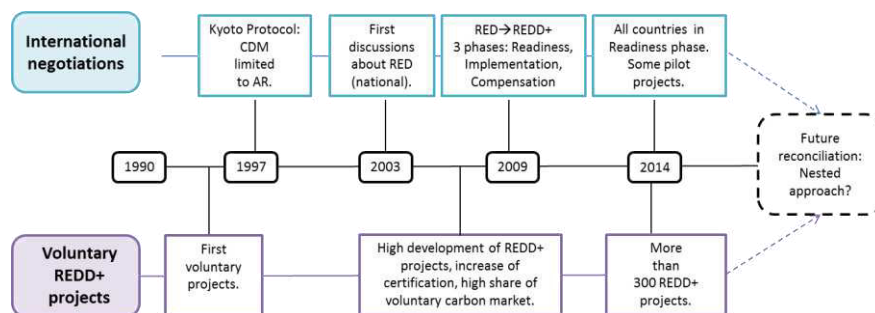 International
negotiations
Kyoto Protocol:
CDM
limited
to AR.
First
discussions
about RED
(national).
RED→REDD+
3 phases: Readiness,
Implementation,
Compensation
All countries in
Readiness phase.
Some pilot
projects.
1990
1997
2003
2009
2014
Future
reconciliation:
Nested
approach?
Voluntary
REDD+
projects
First
voluntary
projects.
High development of REDD+
projects, increase of
certification, high share of
voluntary carbon market.
More
than
300 REDD+
projects.